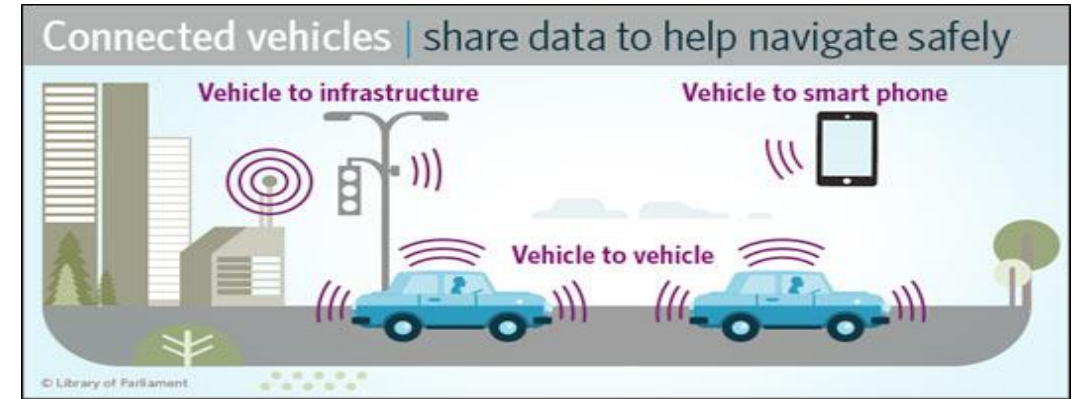 Connected vehicles | share data to help navigate safely
Vehicle to infrastructure
Vehicle to smart phone
Vehicle to vehicle
© Library of Parliament